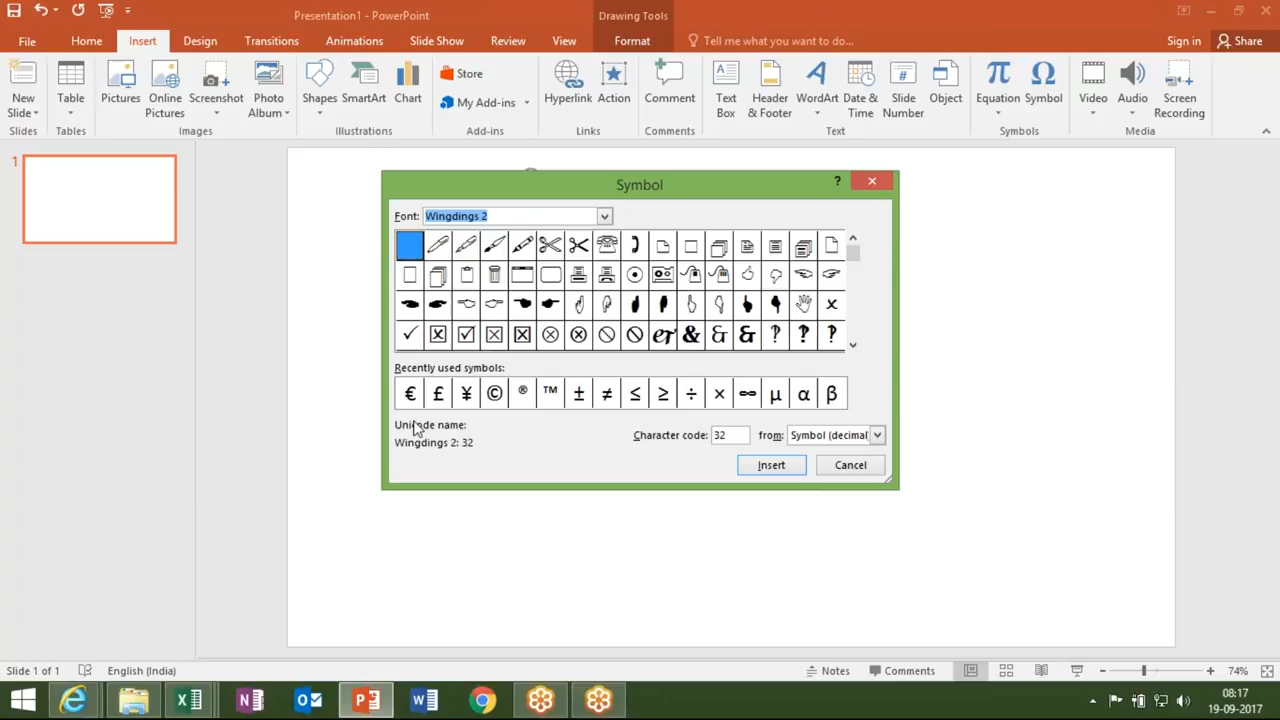 Presentation1 - PowerPoint
Drawing Tools
File Home Insert Design Transitions Animations Slide Show Review View Format Tell me what you want to do... Sign in Share
New Slide
Table
Pictures
Online Pictures
Screenshot
Photo Album
Shapes
SmartArt
Chart
Store
My Add-ins
Hyperlink
Action
Comment
Text Box
Header & Footer
WordArt
Date & Time
Slide Number
Object
Equation
Symbol
Video
Audio
Screen Recording
Slides Tables Images Illustrations Add-ins Links Comments Text Symbols Media
1
Symbol
Font: Wingdings 2
Recently used symbols:
€ £ ¥ © ® ™ ± ≠ ≤ ≥ ÷ × ∞ µ α β
Unicode name:
Wingdings 2: 32
Character code: 32 from: Symbol (decimal
Insert Cancel
Slide 1 of 1 English (India) Notes Comments 74%
08:17
19-09-2017